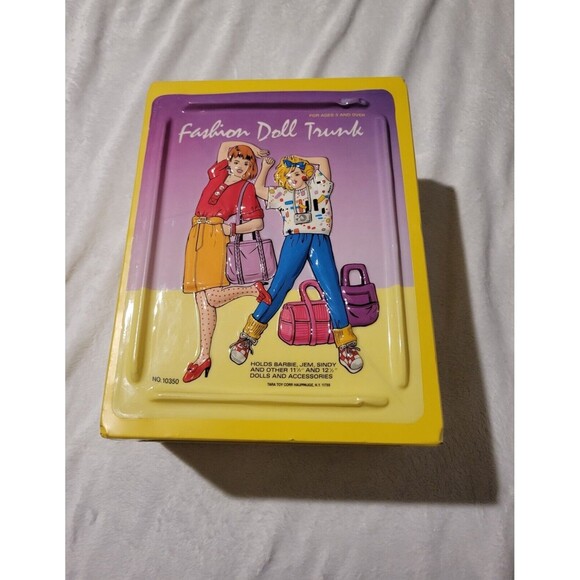 FOR AGES 3 AND OVER
Fashion Doll Trunk
HOLDS BARBIE, JEM, SINDY
AND OTHER 11½" AND 12½"
DOLLS AND ACCESSORIES
NO. 10350
TARA TOY CORP. HAUPPAUGE, N.Y. 11788